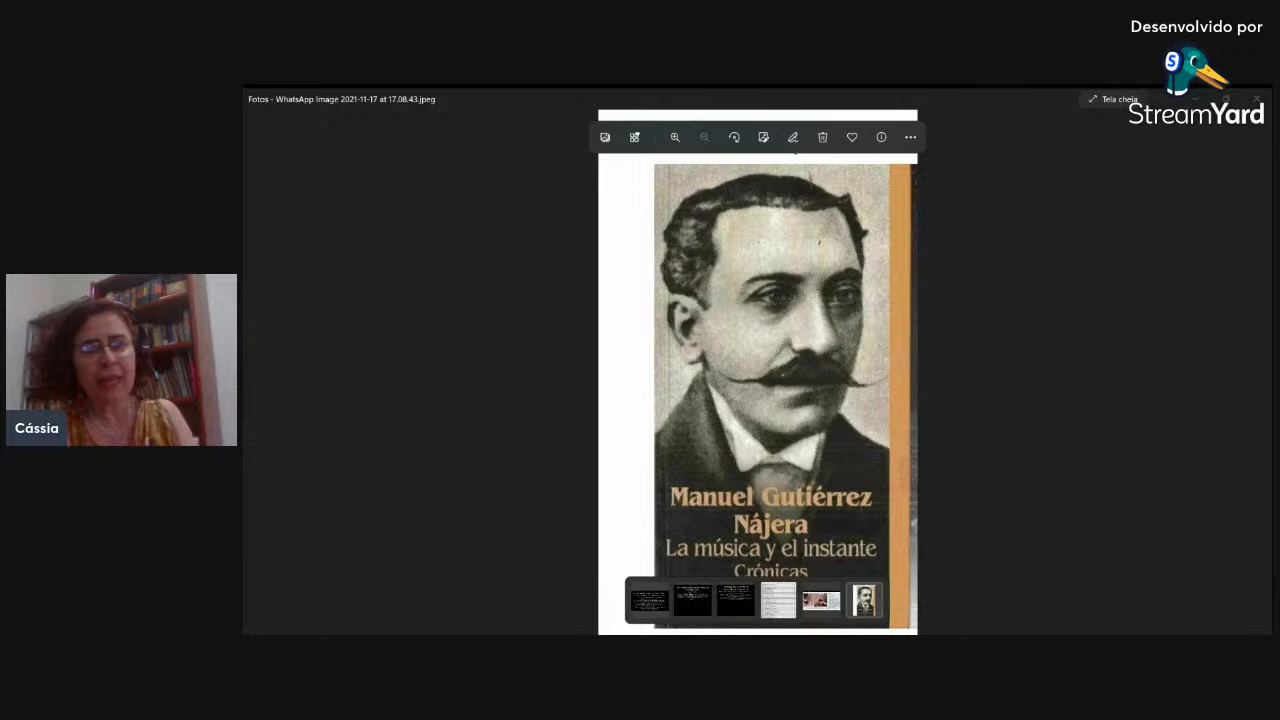 Desenvolvido por
StreamYard
Fotos - WhatsApp Image 2021-11-17 at 17.08.43.jpeg
Tela cheia
Manuel Gutiérrez
Nájera
La música y el instante
Crónicas
Cássia